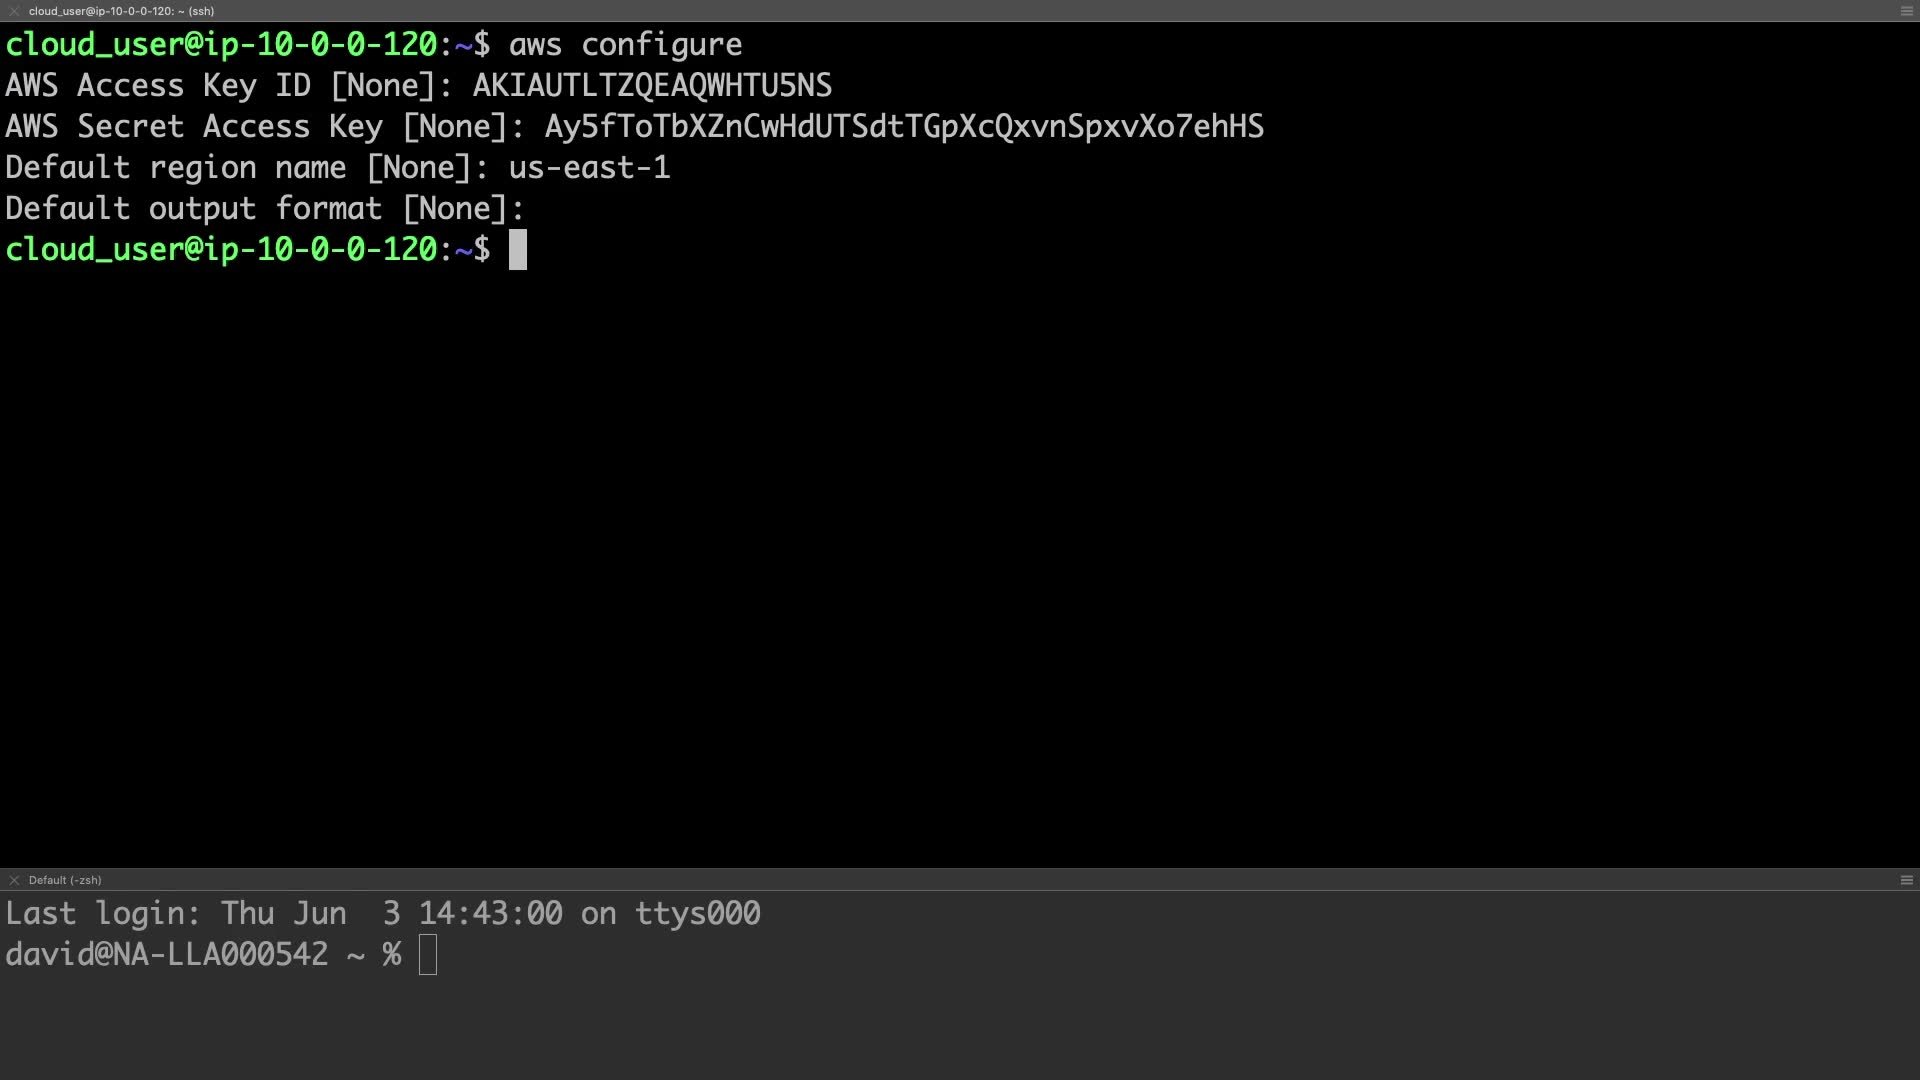 cloud_user@ip-10-0-0-120: ~ (ssh)
cloud_user@ip-10-0-0-120:~$ aws configure
AWS Access Key ID [None]: AKIAUTLTZQEAQWHTU5NS
AWS Secret Access Key [None]: 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
Default region name [None]: us-east-1
Default output format [None]:
cloud_user@ip-10-0-0-120:~$
Default (-zsh)
Last login: Thu Jun  3 14:43:00 on ttys000
david@NA-LLA000542 ~ %